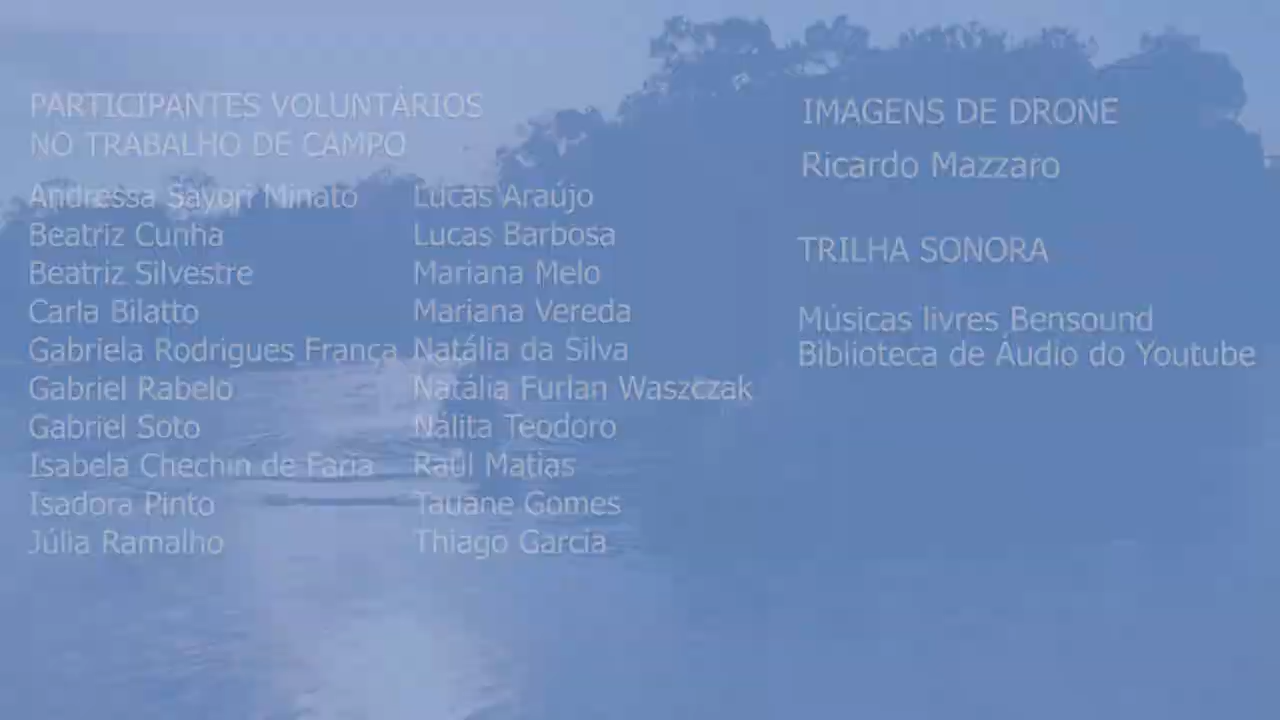 PARTICIPANTES VOLUNTÁRIOS
NO TRABALHO DE CAMPO
Andressa Sayori Minato
Beatriz Cunha
Beatriz Silvestre
Carla Bilatto
Gabriela Rodrigues França
Gabriel Rabelo
Gabriel Soto
Isabela Chechin de Faria
Isadora Pinto
Júlia Ramalho
Lucas Araújo
Lucas Barbosa
Mariana Melo
Mariana Vereda
Natália da Silva
Natália Furlan Waszczak
Nálita Teodoro
Raul Matias
Tauane Gomes
Thiago Garcia
IMAGENS DE DRONE
Ricardo Mazzaro
TRILHA SONORA
Músicas livres Bensound
Biblioteca de Áudio do Youtube